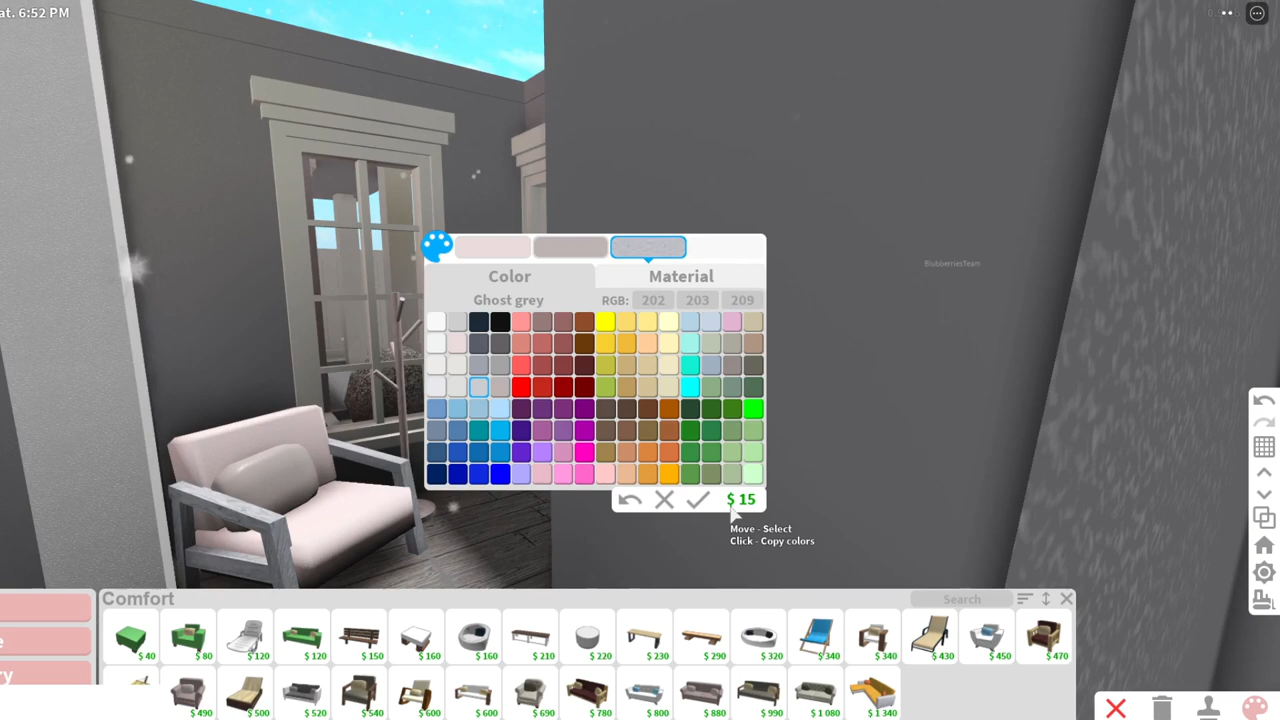 at. 6:52 PM
BlubberriesTeam
Color
Material
Ghost grey
RGB: 202 203 209
$ 15
Move - Select
Click - Copy colors
Comfort
Search
e
ry
$ 40 $ 80 $ 120 $ 120 $ 150 $ 160 $ 160 $ 210 $ 220 $ 230 $ 290 $ 320 $ 340 $ 340 $ 430 $ 450 $ 470
$ 490 $ 500 $ 520 $ 540 $ 600 $ 600 $ 690 $ 780 $ 800 $ 880 $ 990 $ 1 080 $ 1 340